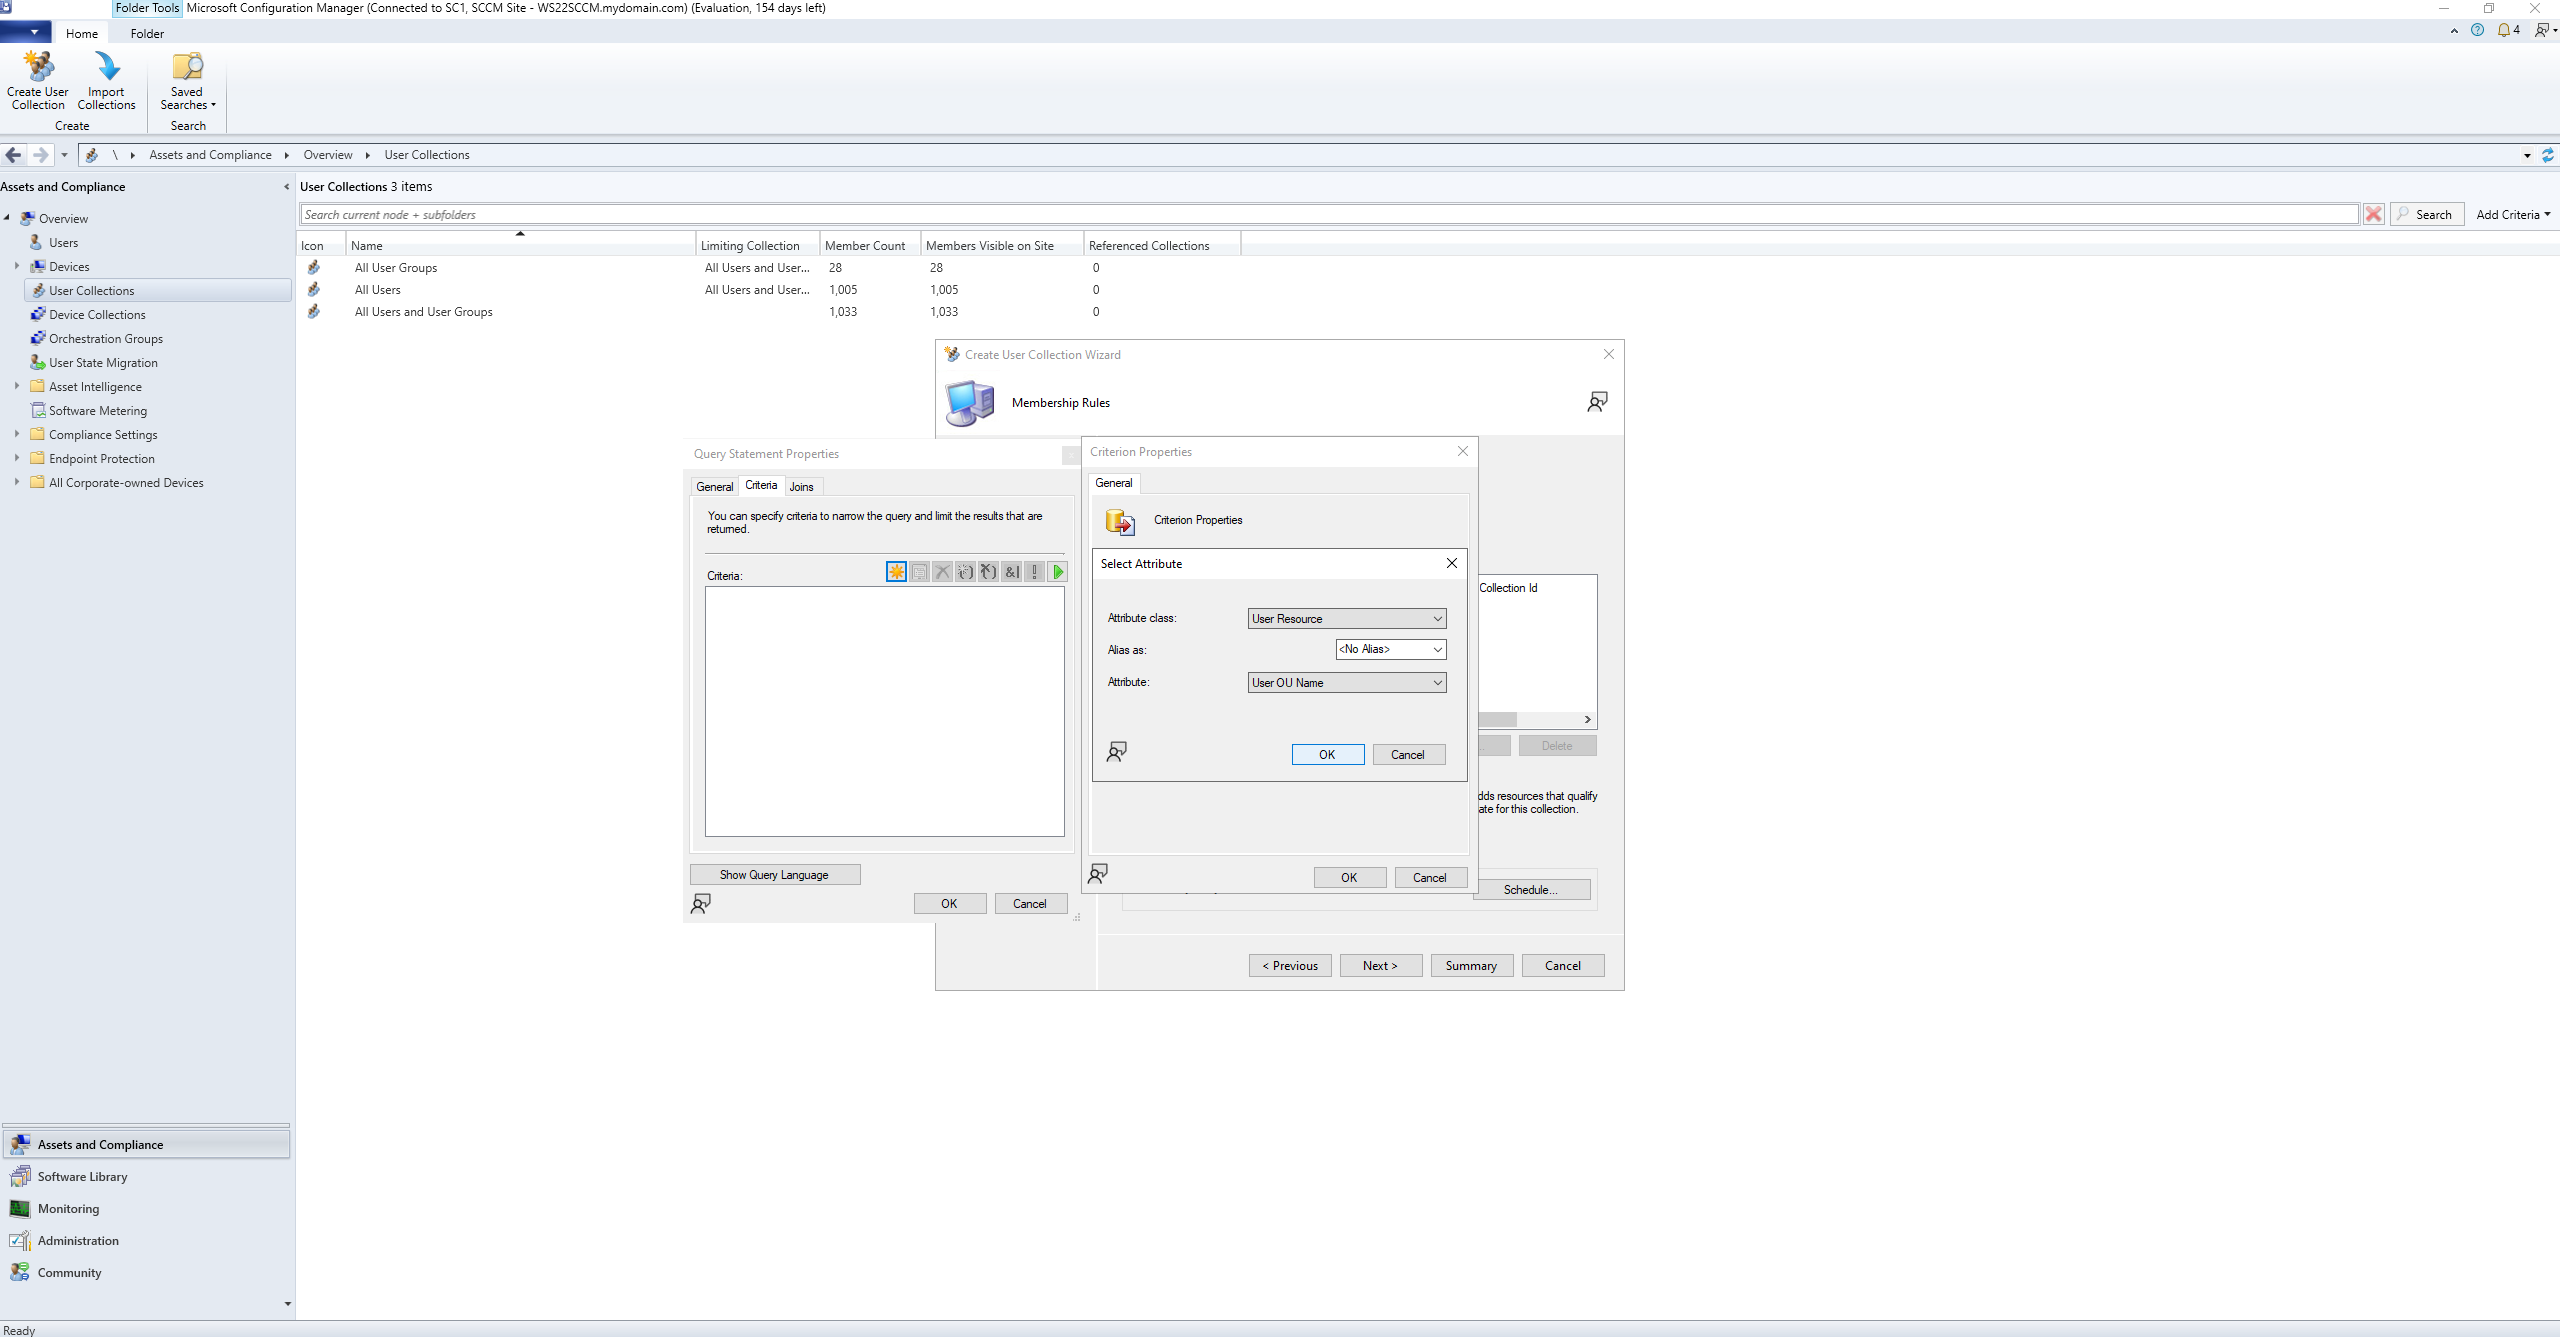 Folder Tools Microsoft Configuration Manager (Connected to SC1, SCCM Site - WS22SCCM.mydomain.com) (Evaluation, 154 days left)
Home Folder
4
Create User Collection
Import Collections
Saved Searches
Create Search
\ Assets and Compliance Overview User Collections
Assets and Compliance
User Collections 3 items
Overview
Users
Devices
User Collections
Device Collections
Orchestration Groups
User State Migration
Asset Intelligence
Software Metering
Compliance Settings
Endpoint Protection
All Corporate-owned Devices
Search current node + subfolders
Search Add Criteria
Icon Name Limiting Collection Member Count Members Visible on Site Referenced Collections
All User Groups All Users and User... 28 28 0
All Users All Users and User... 1,005 1,005 0
All Users and User Groups 1,033 1,033 0
Create User Collection Wizard
Membership Rules
Query Statement Properties
General Criteria Joins
You can specify criteria to narrow the query and limit the results that are
returned.
Criteria:
Show Query Language
OK Cancel
Criterion Properties
General
Criterion Properties
Select Attribute
Attribute class: User Resource
Alias as: <No Alias>
Attribute: User OU Name
OK Cancel
OK Cancel
Collection Id
Delete
dds resources that qualify
ate for this collection.
Schedule...
< Previous Next > Summary Cancel
Assets and Compliance
Software Library
Monitoring
Administration
Community
Ready